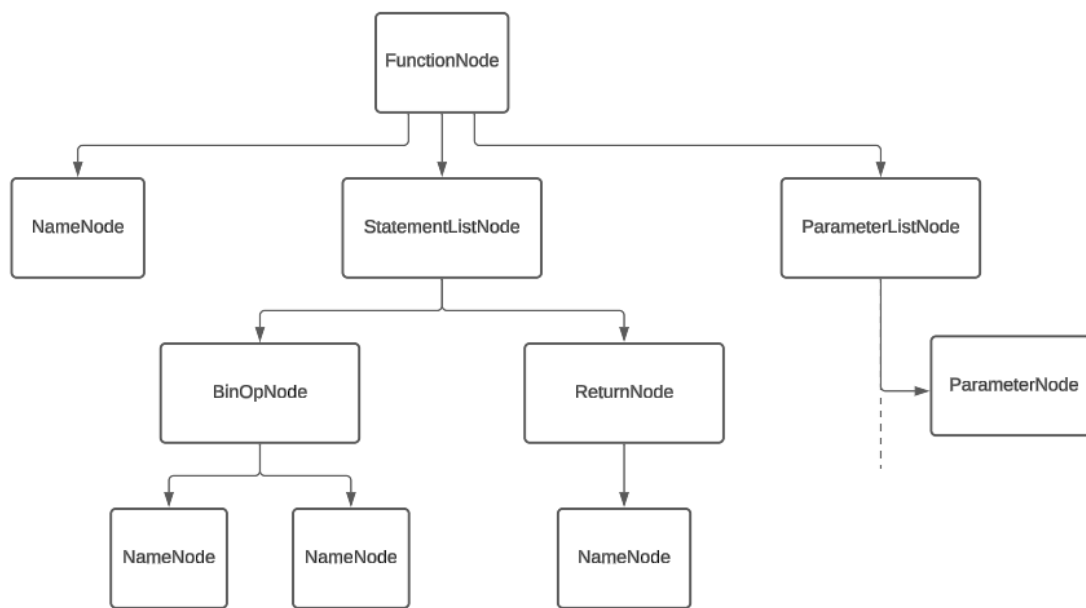 FunctionNode
NameNode
StatementListNode
ParameterListNode
BinOpNode
ReturnNode
ParameterNode
NameNode
NameNode
NameNode